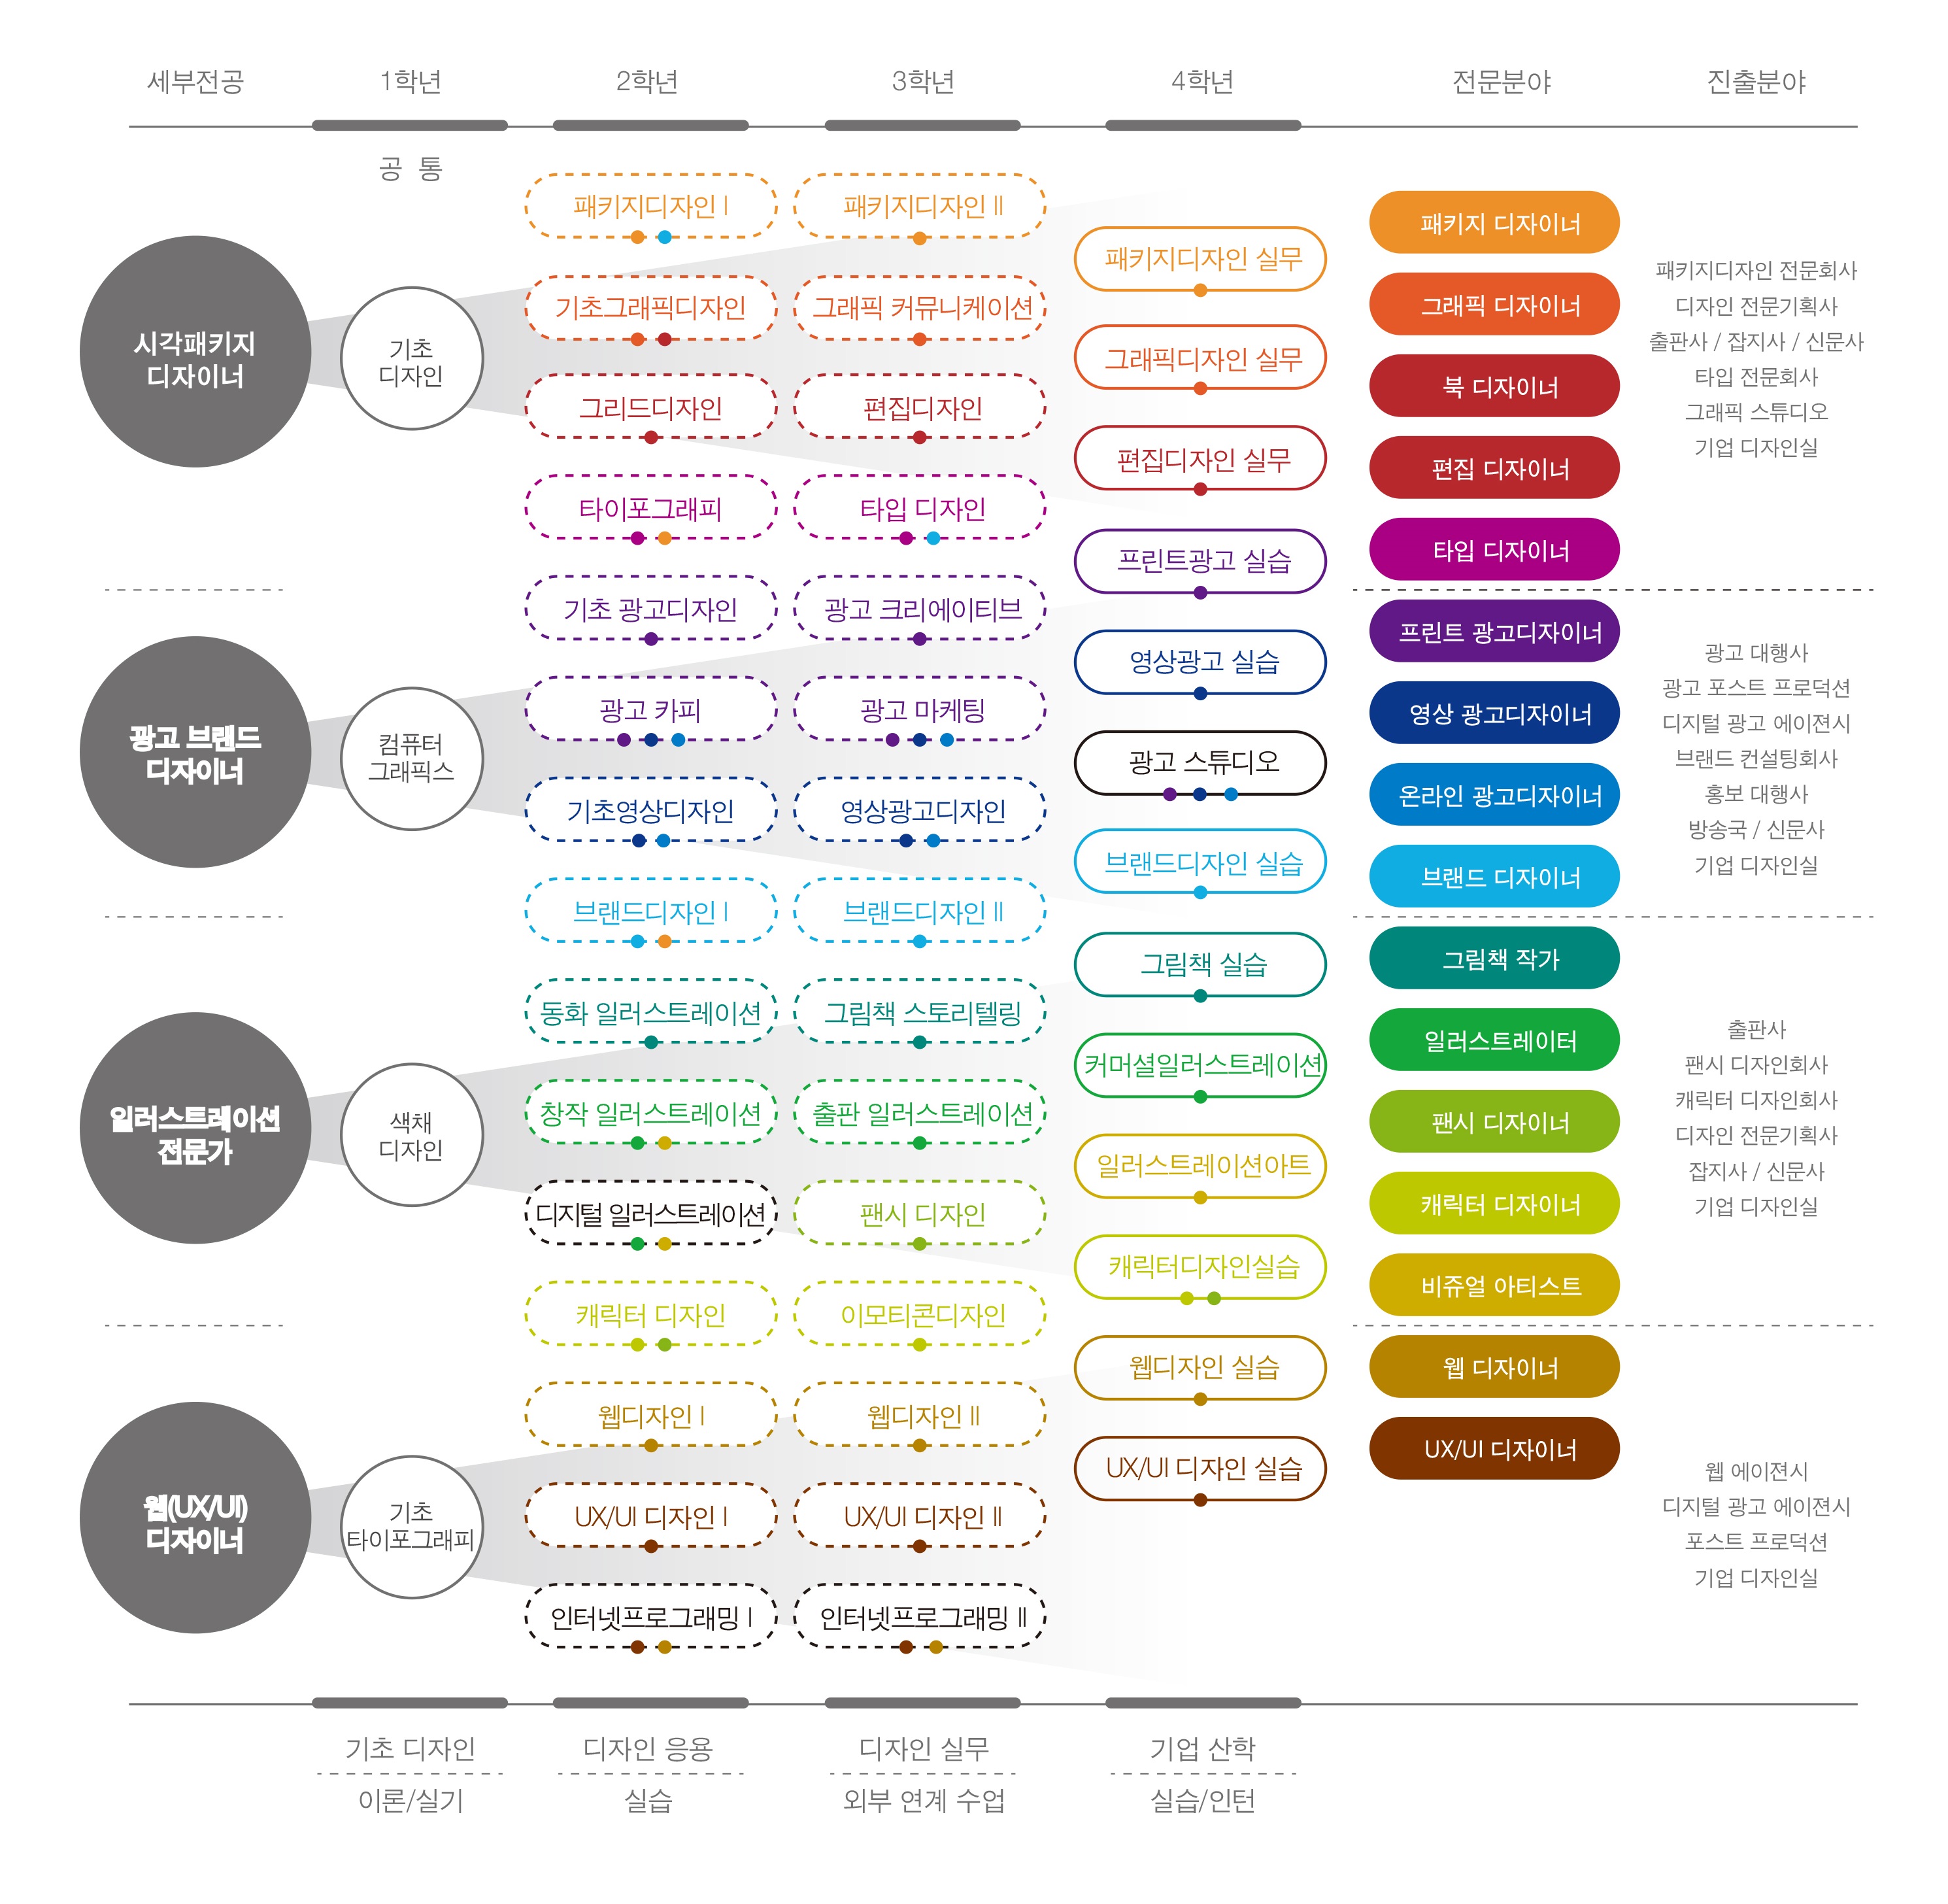 세부전공
1학년
2학년
3학년
4학년
전문분야
진출분야
공 통
시각패키지
디자이너
기초
디자인
패키지디자인 Ⅰ
기초그래픽디자인
그리드디자인
타이포그래피
패키지디자인 Ⅱ
그래픽 커뮤니케이션
편집디자인
타입 디자인
패키지디자인 실무
그래픽디자인 실무
편집디자인 실무
패키지 디자이너
그래픽 디자이너
북 디자이너
편집 디자이너
타입 디자이너
패키지디자인 전문회사
디자인 전문기획사
출판사 / 잡지사 / 신문사
타입 전문회사
그래픽 스튜디오
기업 디자인실
광고 브랜드
디자이너
컴퓨터
그래픽스
기초 광고디자인
광고 카피
기초영상디자인
브랜드디자인 Ⅰ
광고 크리에이티브
광고 마케팅
영상광고디자인
브랜드디자인 Ⅱ
프린트광고 실습
영상광고 실습
광고 스튜디오
브랜드디자인 실습
프린트 광고디자이너
영상 광고디자이너
온라인 광고디자이너
브랜드 디자이너
광고 대행사
광고 포스트 프로덕션
디지털 광고 에이젼시
브랜드 컨설팅회사
홍보 대행사
방송국 / 신문사
기업 디자인실
일러스트레이션
전문가
색채
디자인
동화 일러스트레이션
창작 일러스트레이션
디지털 일러스트레이션
캐릭터 디자인
그림책 스토리텔링
출판 일러스트레이션
팬시 디자인
이모티콘디자인
그림책 실습
커머셜일러스트레이션
일러스트레이션아트
캐릭터디자인실습
그림책 작가
일러스트레이터
팬시 디자이너
캐릭터 디자이너
비쥬얼 아티스트
출판사
팬시 디자인회사
캐릭터 디자인회사
디자인 전문기획사
잡지사 / 신문사
기업 디자인실
웹(UX/UI)
디자이너
기초
타이포그래피
웹디자인 Ⅰ
UX/UI 디자인 Ⅰ
인터넷프로그래밍 Ⅰ
웹디자인 Ⅱ
UX/UI 디자인 Ⅱ
인터넷프로그래밍 Ⅱ
웹디자인 실습
UX/UI 디자인 실습
웹 디자이너
UX/UI 디자이너
웹 에이젼시
디지털 광고 에이젼시
포스트 프로덕션
기업 디자인실
기초 디자인
이론/실기
디자인 응용
실습
디자인 실무
외부 연계 수업
기업 산학
실습/인턴